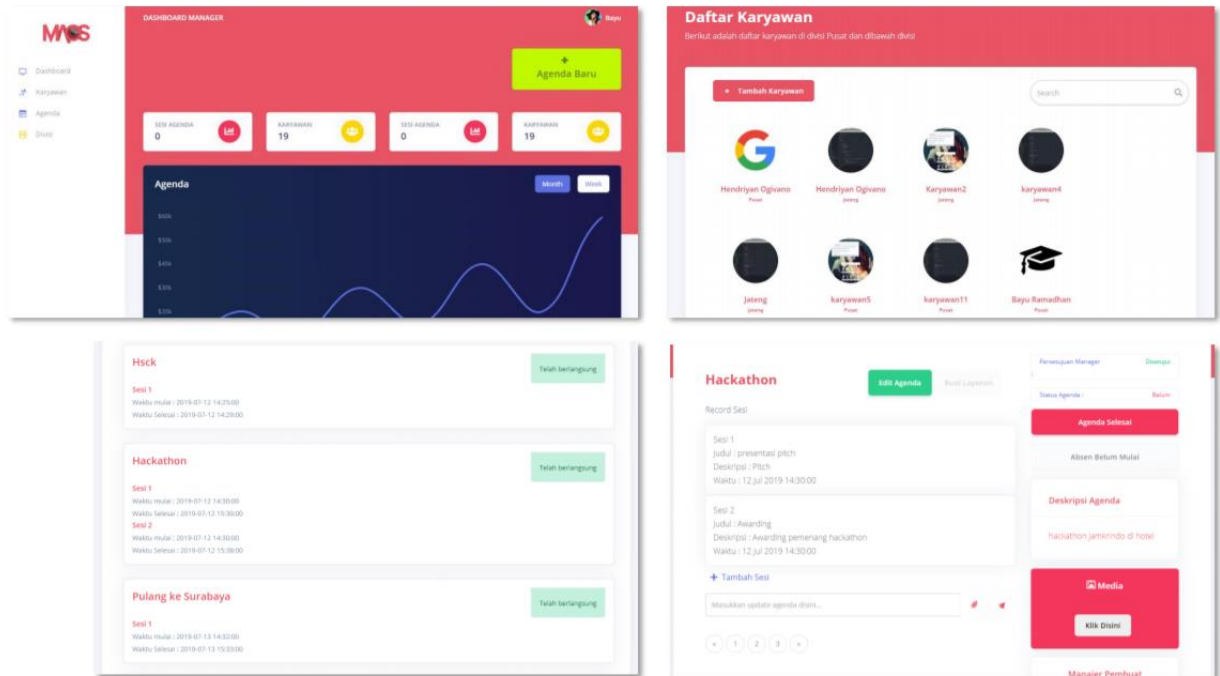 MAOS
DASHBOARD MANAGER
Bayu
Dashboard
Karyawan
Agenda
Divisi
+
Agenda Baru
SESI AGENDA
0
KARYAWAN
19
SESI AGENDA
0
KARYAWAN
19
Agenda
Month
Week
$60k
$50k
$40k
$30k
Daftar Karyawan
Berikut adalah daftar karyawan di divisi Pusat dan dibawah divisi
+ Tambah Karyawan
Search
Hendriyan Ogivano
Pusat
Hendriyan Ogivano
Jateng
Karyawan2
Jateng
karyawan4
Jateng
Jateng
Jateng
karyawan5
Pusat
karyawan11
Pusat
Bayu Ramadhan
Pusat
Hsck
Telah berlangsung
Sesi 1
Waktu mulai : 2019-07-12 14:25:00
Waktu Selesai : 2019-07-12 14:29:00
Hackathon
Telah berlangsung
Sesi 1
Waktu mulai : 2019-07-12 14:30:00
Waktu Selesai : 2019-07-12 15:30:00
Sesi 2
Waktu mulai : 2019-07-12 14:30:00
Waktu Selesai : 2019-07-12 15:30:00
Pulang ke Surabaya
Telah berlangsung
Sesi 1
Waktu mulai : 2019-07-13 14:32:00
Waktu Selesai : 2019-07-13 15:33:00
Hackathon
Edit Agenda
Buat Laporan
Record Sesi
Sesi 1
Judul : presentasi pitch
Deskripsi : Pitch
Waktu : 12 Jul 2019 14:30:00
Sesi 2
Judul : Awarding
Deskripsi : Awarding pemenang hackathon
Waktu : 12 Jul 2019 14:30:00
+ Tambah Sesi
Masukkan update agenda disini...
« 1 2 3 »
Persetujuan Manager
Disetujui
Status Agenda :
Belum
Agenda Selesai
Absen Belum Mulai
Deskripsi Agenda
hackathon jamkrindo di hotel
Media
Klik Disini
Manajer Pembuat